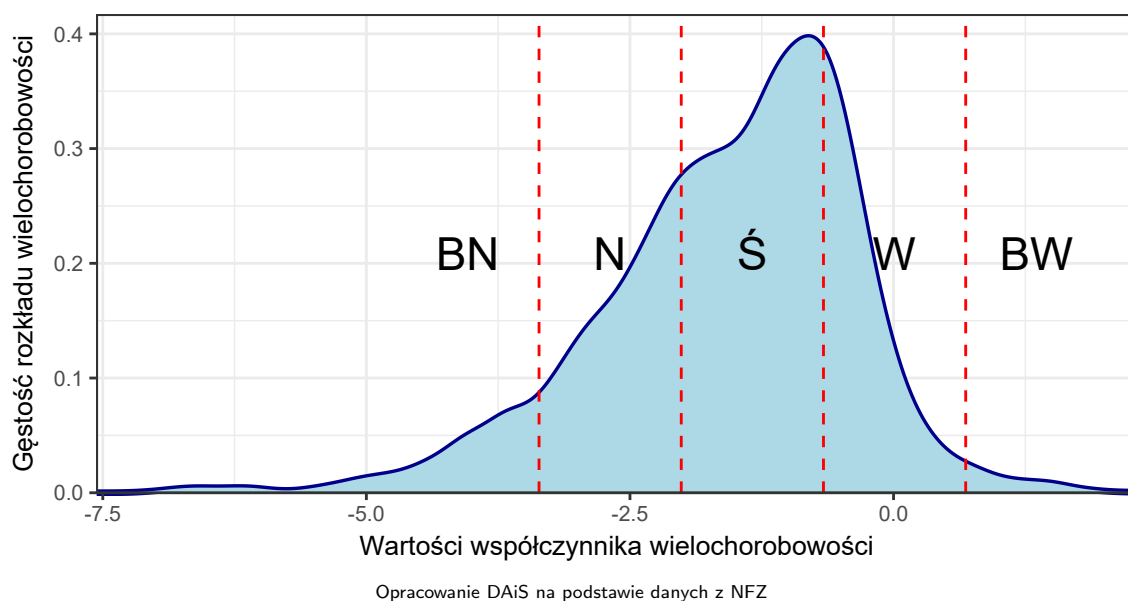 Gęstość rozkładu wielochorobowości
0.4
0.3
0.2
0.1
0.0
BN N Ś W BW
-7.5 -5.0 -2.5 0.0
Wartości współczynnika wielochorobowości
Opracowanie DAiS na podstawie danych z NFZ